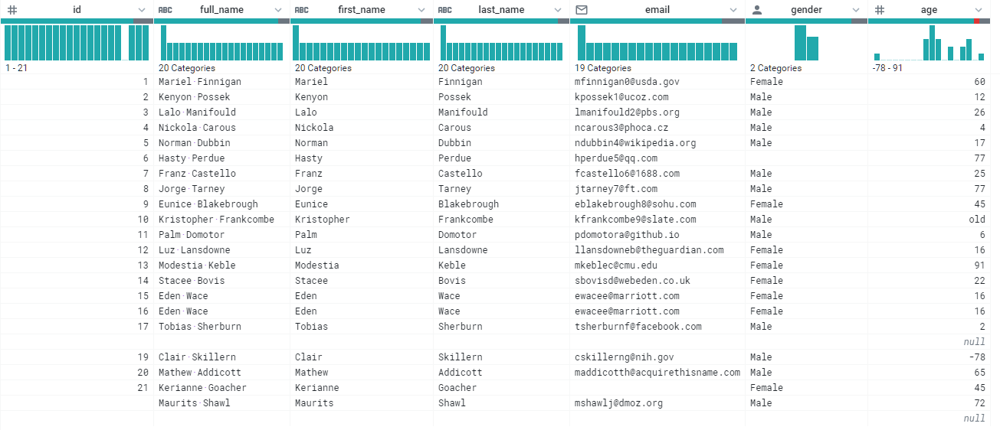 # id ABC full_name ABC first_name ABC last_name email gender # age
1 - 21 20 Categories 20 Categories 20 Categories 19 Categories 2 Categories -78 - 91
1 Mariel·Finnigan Mariel Finnigan mfinnigan0@usda.gov Female 60
2 Kenyon·Possek Kenyon Possek kpossek1@ucoz.com Male 12
3 Lalo·Manifould Lalo Manifould lmanifould2@pbs.org Male 26
4 Nickola·Carous Nickola Carous ncarous3@phoca.cz Male 4
5 Norman·Dubbin Norman Dubbin ndubbin4@wikipedia.org Male 17
6 Hasty·Perdue Hasty Perdue hperdue5@qq.com 77
7 Franz·Castello Franz Castello fcastello6@1688.com Male 25
8 Jorge·Tarney Jorge Tarney jtarney7@ft.com Male 77
9 Eunice·Blakebrough Eunice Blakebrough eblakebrough8@sohu.com Female 45
10 Kristopher·Frankcombe Kristopher Frankcombe kfrankcombe9@slate.com Male old
11 Palm·Domotor Palm Domotor pdomotora@github.io Male 6
12 Luz·Lansdowne Luz Lansdowne llansdowneb@theguardian.com Female 16
13 Modestia·Keble Modestia Keble mkeblec@cmu.edu Female 91
14 Stacee·Bovis Stacee Bovis sbovisd@webeden.co.uk Female 22
15 Eden·Wace Eden Wace ewacee@marriott.com Female 16
16 Eden·Wace Eden Wace ewacee@marriott.com Female 16
17 Tobias·Sherburn Tobias Sherburn tsherburnf@facebook.com Male 2
null
19 Clair·Skillern Clair Skillern cskillerng@nih.gov Male -78
20 Mathew·Addicott Mathew Addicott maddicotth@acquirethisname.com Male 65
21 Kerianne·Goacher Kerianne Goacher Female 45
Maurits·Shawl Maurits Shawl mshawlj@dmoz.org Male 72
null